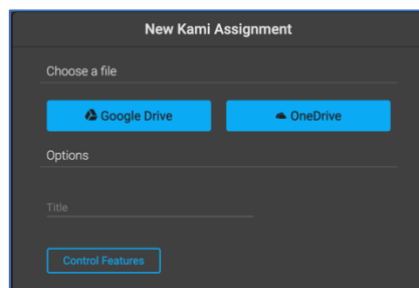 New Kami Assignment
Choose a file
Google Drive
OneDrive
Options
Title
Control Features